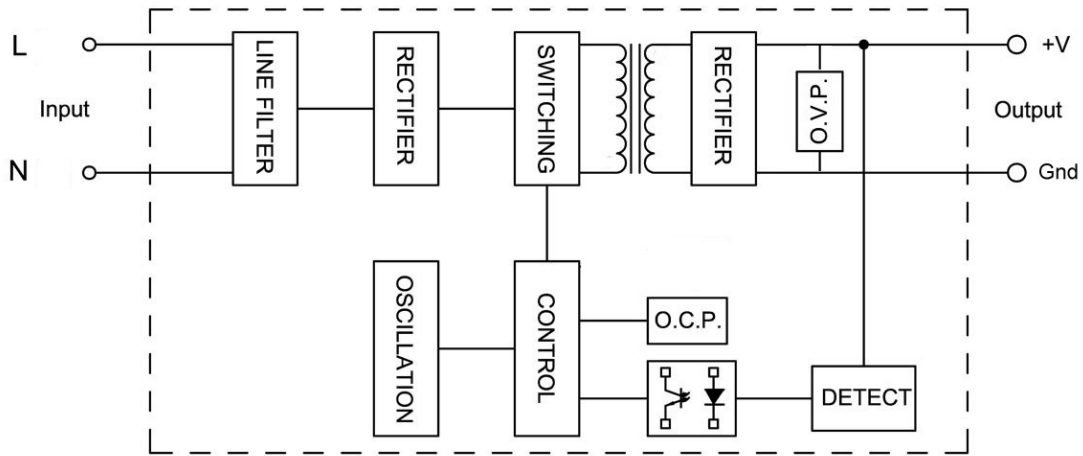 L
Input
N
LINE FILTER
RECTIFIER
SWITCHING
RECTIFIER
O.V.P.
+V
Output
Gnd
OSCILLATION
CONTROL
O.C.P.
DETECT